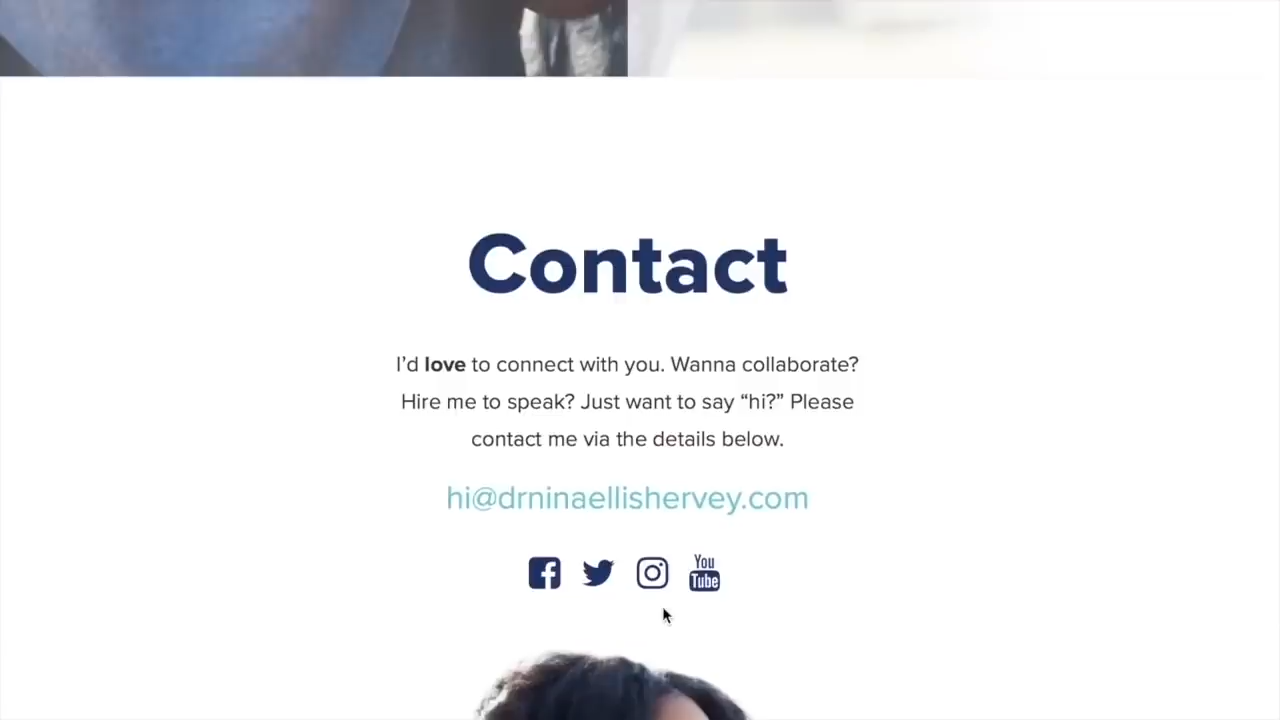 Contact
I’d love to connect with you. Wanna collaborate?
Hire me to speak? Just want to say “hi?” Please
contact me via the details below.
hi@drninaellishervey.com
You
Tube